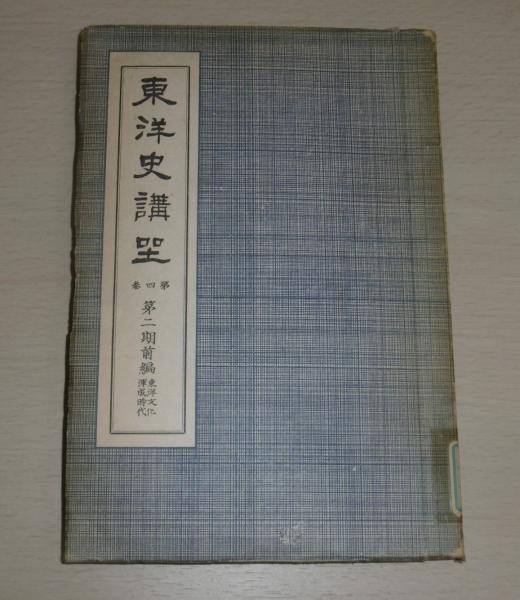 東洋史講座
第四卷
第二期前編
東洋文化
渾成時代